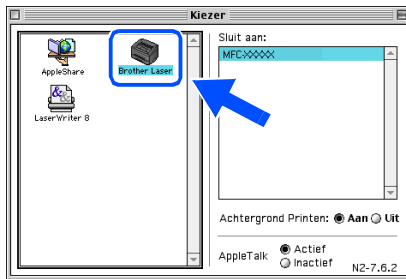 Kiezer
Sluit aan:
MFC-XXXXX
AppleShare
Brother Laser
LaserWriter 8
Achtergrond Printen: Aan Uit
AppleTalk
Actief
Inactief
N2-7.6.2